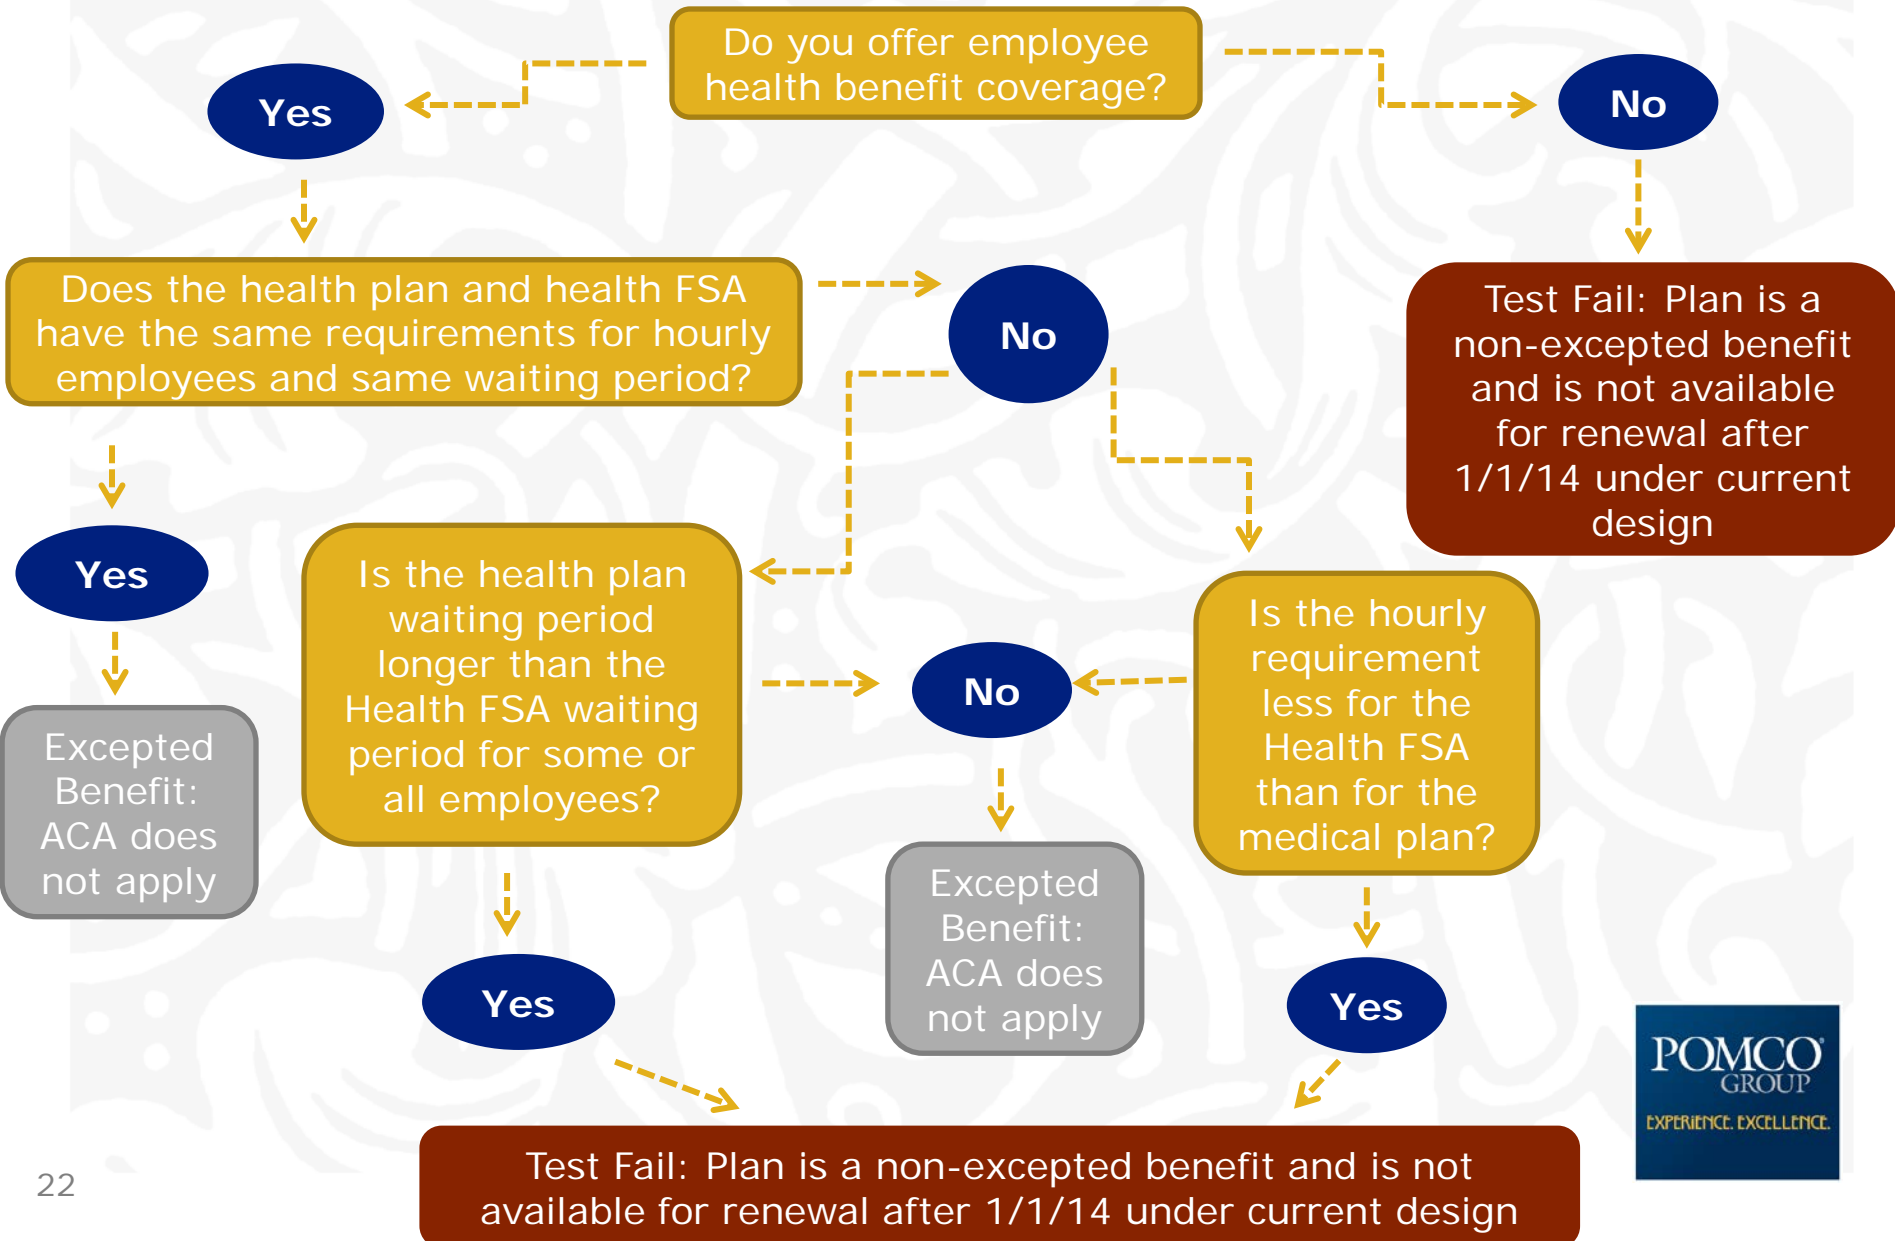 Do you offer employee
health benefit coverage?
Yes
No
Does the health plan and health FSA
have the same requirements for hourly
employees and same waiting period?
No
Test Fail: Plan is a
non-excepted benefit
and is not available
for renewal after
1/1/14 under current
design
Yes
Is the health plan
waiting period
longer than the
Health FSA waiting
period for some or
all employees?
No
Is the hourly
requirement
less for the
Health FSA
than for the
medical plan?
Excepted
Benefit:
ACA does
not apply
Excepted
Benefit:
ACA does
not apply
Yes
Yes
POMCO
GROUP
EXPERIENCE. EXCELLENCE.
Test Fail: Plan is a non-excepted benefit and is not
available for renewal after 1/1/14 under current design
22